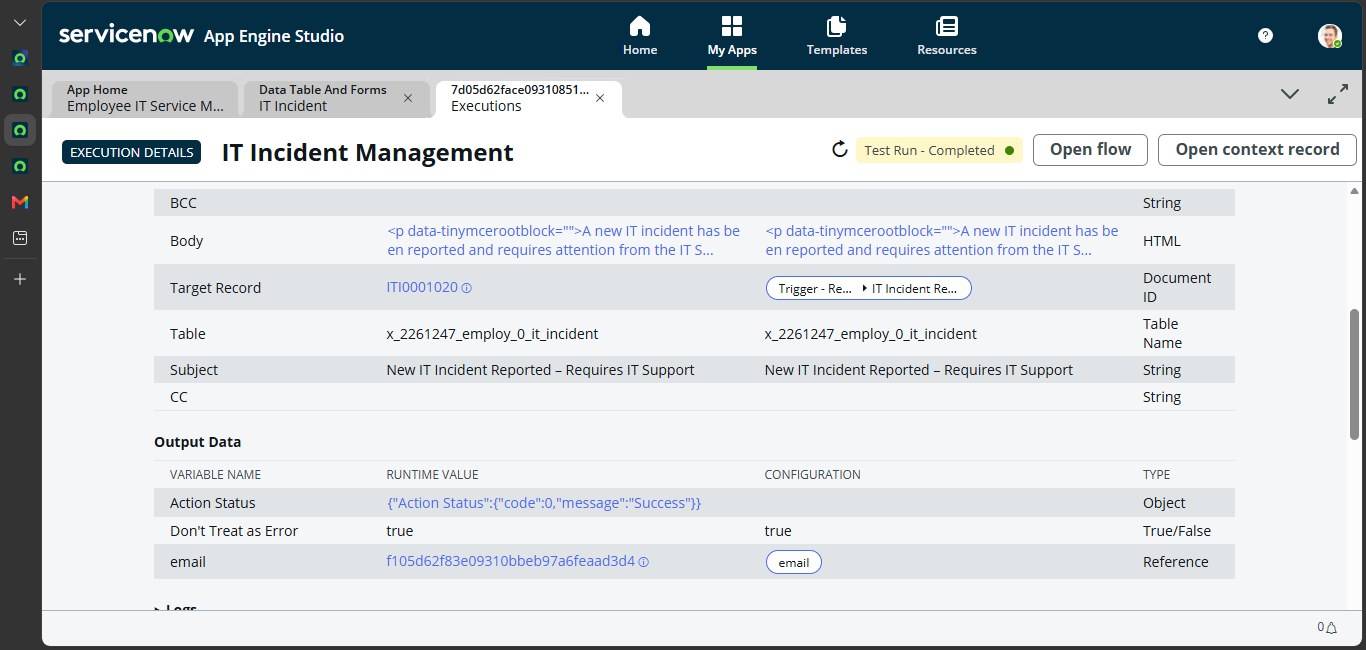 servicenow App Engine Studio
Home
My Apps
Templates
Resources
App Home
Employee IT Service M...
Data Table And Forms
IT Incident
7d05d62face09310851...
Executions
EXECUTION DETAILS
IT Incident Management
Test Run - Completed
Open flow
Open context record
BCC String
Body <p data-tinymcerootblock="">A new IT incident has be <p data-tinymcerootblock="">A new IT incident has be HTML
en reported and requires attention from the IT S... en reported and requires attention from the IT S...
Target Record ITI0001020 Trigger - Re... IT Incident Re... Document
ID
Table x_2261247_employ_0_it_incident x_2261247_employ_0_it_incident Table
Name
Subject New IT Incident Reported – Requires IT Support New IT Incident Reported – Requires IT Support String
CC String
Output Data
VARIABLE NAME RUNTIME VALUE CONFIGURATION TYPE
Action Status {"Action Status":{"code":0,"message":"Success"}} Object
Don't Treat as Error true true True/False
email f105d62f83e09310bbeb97a6feaad3d4 email Reference
Logs
0